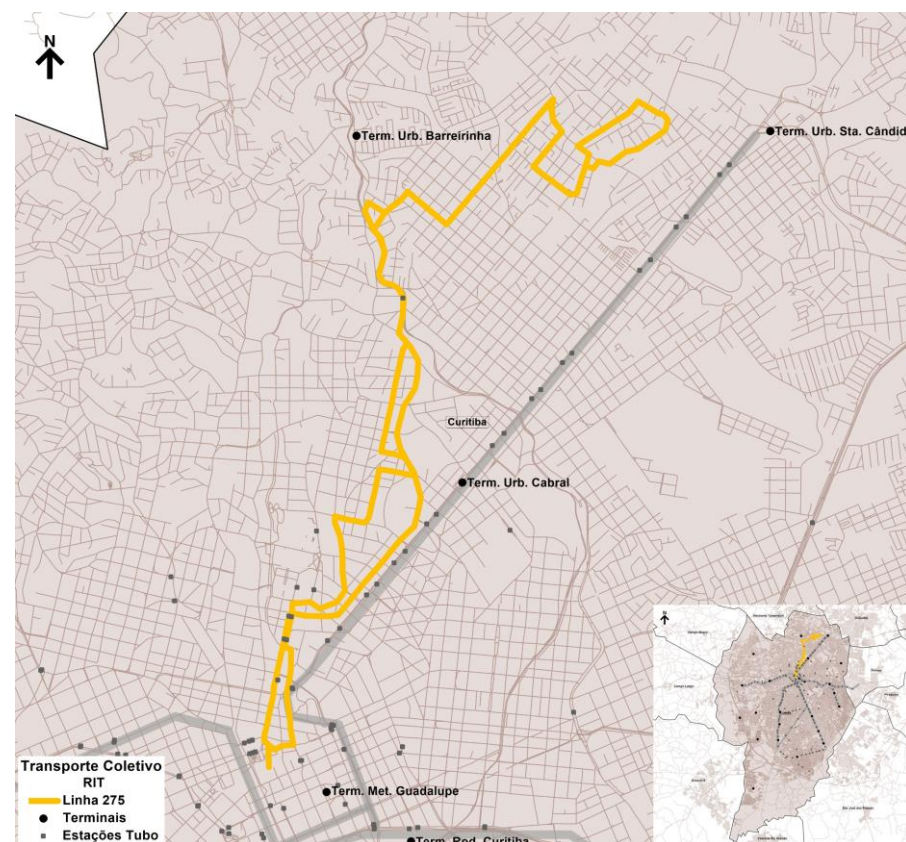 N
Term. Urb. Barreirinha
Term. Urb. Sta. Cândid
Curitiba
Term. Urb. Cabral
N
Transporte Coletivo
RIT
Linha 275
Terminais
Estações Tubo
Term. Met. Guadalupe
Term. Rod. Curitiba